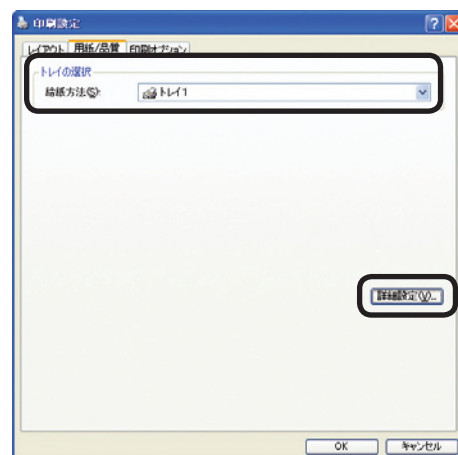 印刷設定
レイアウト 用紙/品質 印刷オプション
トレイの選択
給紙方法(S): トレイ1
詳細設定(V)...
OK キャンセル